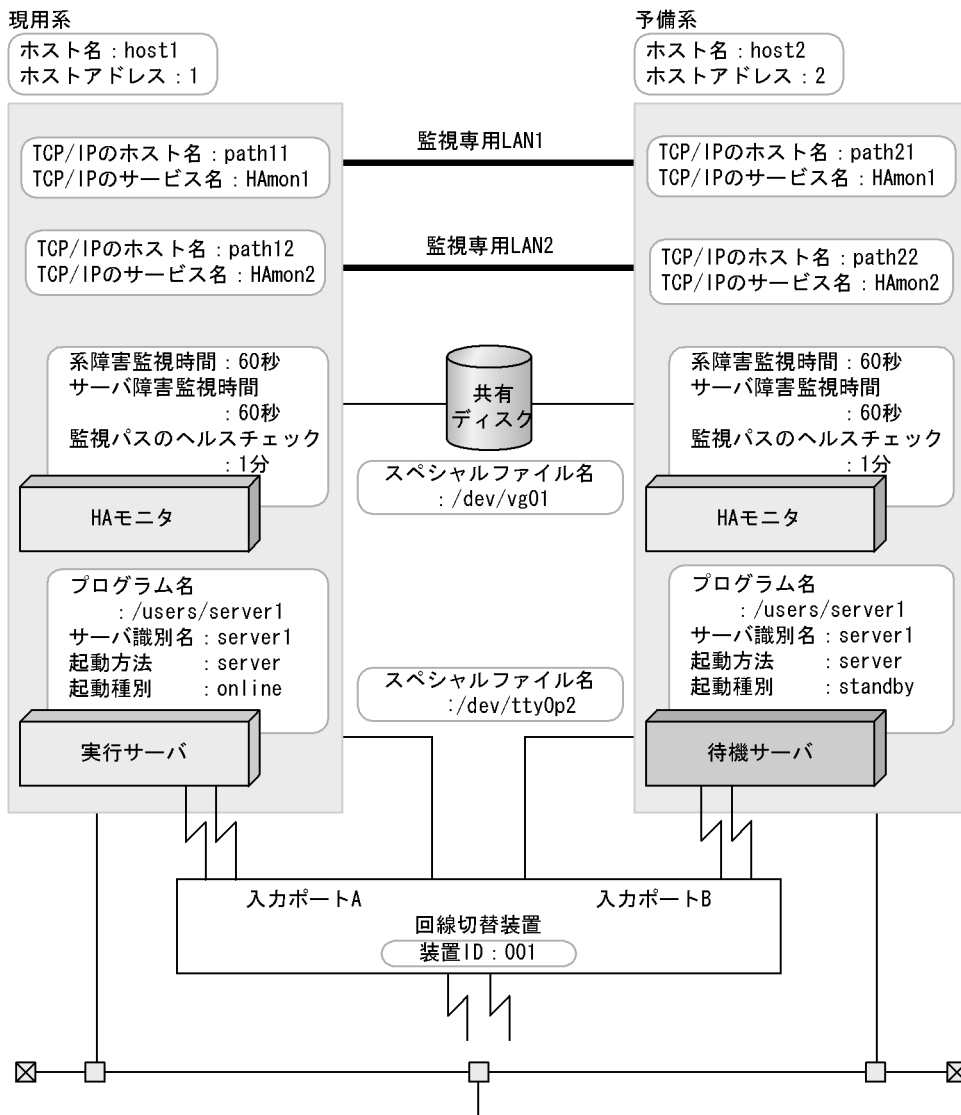 現用系
ホスト名：host1
ホストアドレス：1
予備系
ホスト名：host2
ホストアドレス：2
TCP/IPのホスト名：path11
TCP/IPのサービス名：HAmon1
監視専用LAN1
TCP/IPのホスト名：path21
TCP/IPのサービス名：HAmon1
TCP/IPのホスト名：path12
TCP/IPのサービス名：HAmon2
監視専用LAN2
TCP/IPのホスト名：path22
TCP/IPのサービス名：HAmon2
系障害監視時間：60秒
サーバ障害監視時間
：60秒
監視パスのヘルスチェック
：1分
HAモニタ
共有
ディスク
スペシャルファイル名
：/dev/vg01
系障害監視時間：60秒
サーバ障害監視時間
：60秒
監視パスのヘルスチェック
：1分
HAモニタ
プログラム名
：/users/server1
サーバ識別名：server1
起動方法　：server
起動種別　：online
実行サーバ
スペシャルファイル名
：/dev/tty0p2
プログラム名
：/users/server1
サーバ識別名：server1
起動方法　：server
起動種別　：standby
待機サーバ
入力ポートA
入力ポートB
回線切替装置
装置ID：001